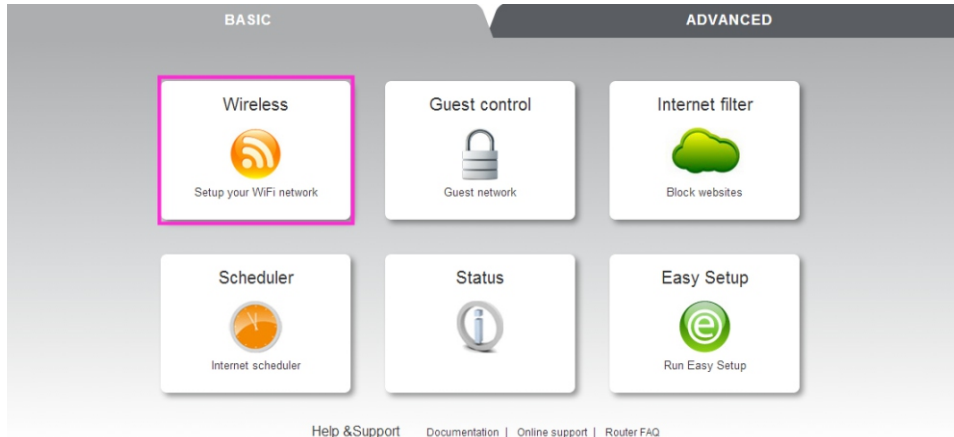 BASIC ADVANCED
Wireless Guest control Internet filter
Setup your WiFi network Guest network Block websites
Scheduler Status Easy Setup
Internet scheduler Run Easy Setup
Help &Support Documentation | Online support | Router FAQ